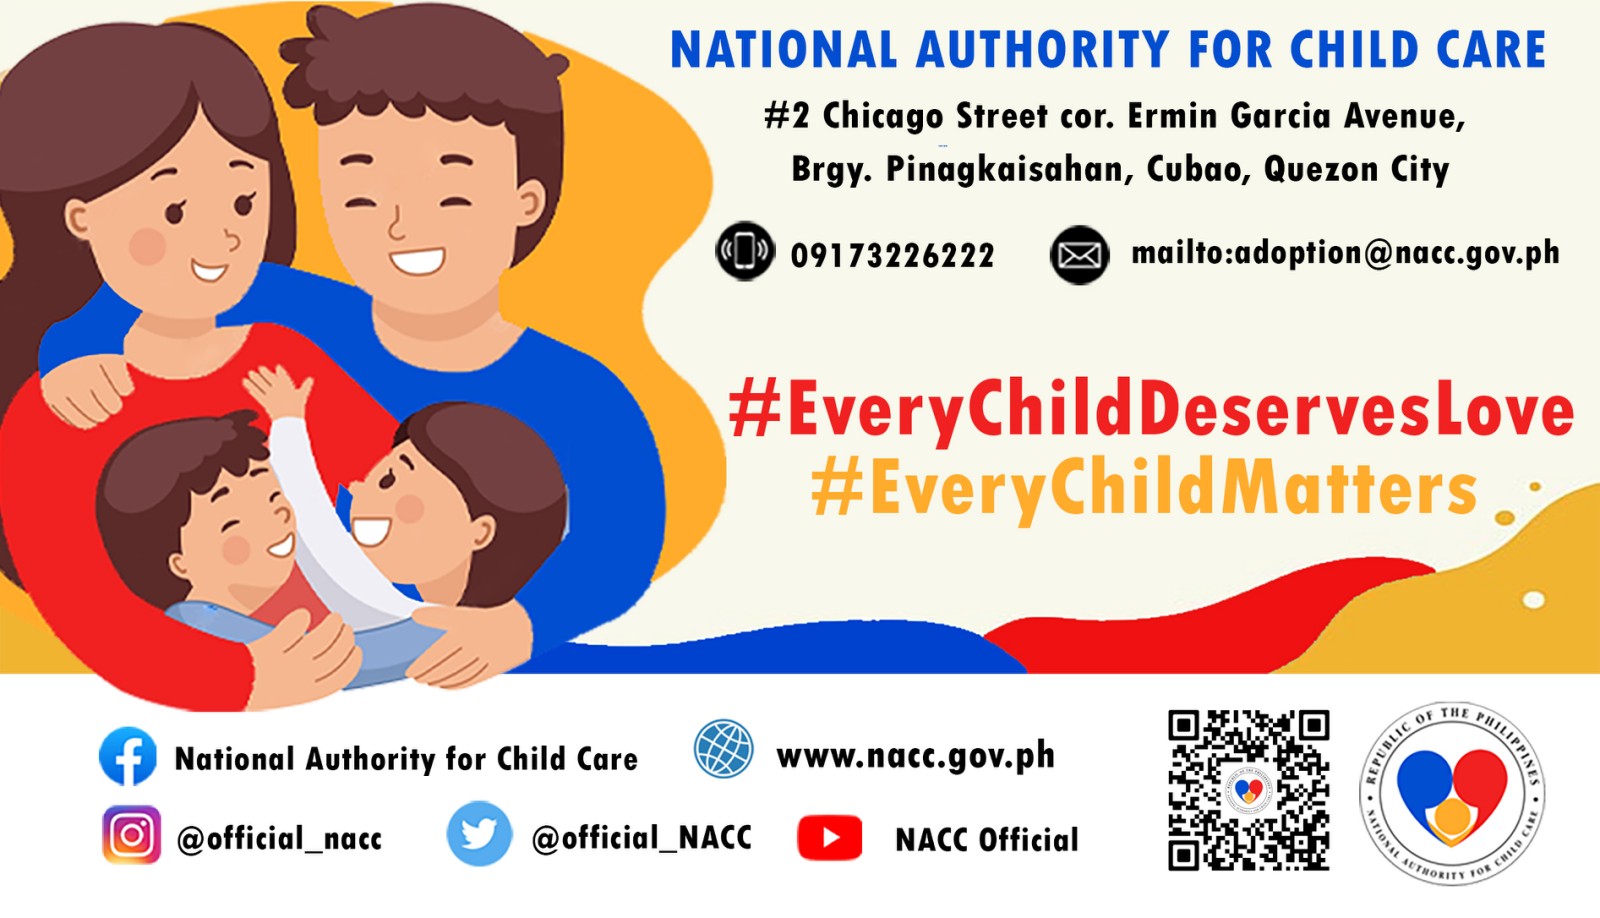 NATIONAL AUTHORITY FOR CHILD CARE
#2 Chicago Street cor. Ermin Garcia Avenue,
Brgy. Pinagkaisahan, Cubao, Quezon City
09173226222
mailto:adoption@nacc.gov.ph
#EveryChildDeservesLove
#EveryChildMatters
National Authority for Child Care
www.nacc.gov.ph
@official_nacc
@official_NACC
NACC Official
REPUBLIC OF THE PHILIPPINES
NATIONAL AUTHORITY FOR CHILD CARE